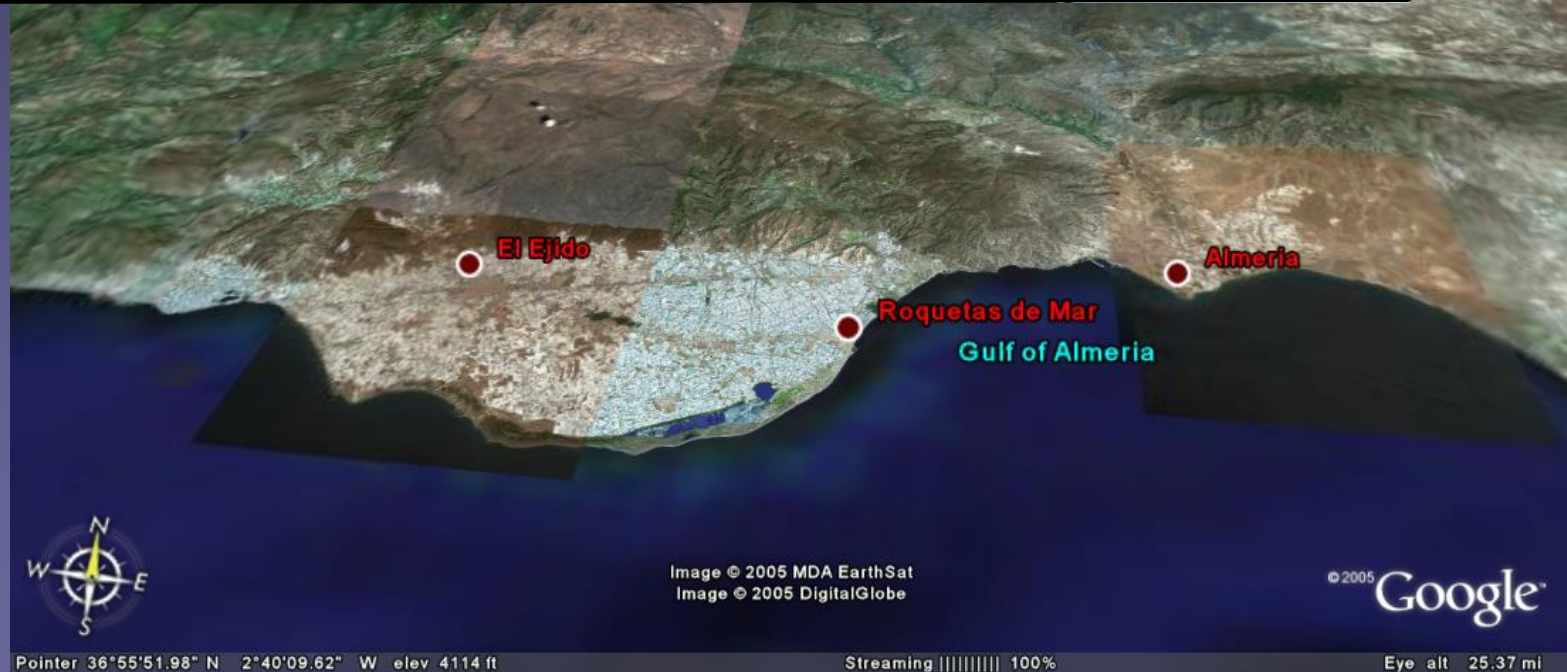 El Ejido
Almeria
Roquetas de Mar
Gulf of Almeria
N
W
E
S
Image © 2005 MDA EarthSat
Image © 2005 DigitalGlobe
© 2005 Google™
Pointer 36°55'51.98" N 2°40'09.62" W elev 4114 ft
Streaming |||||||||| 100%
Eye alt 25.37 mi